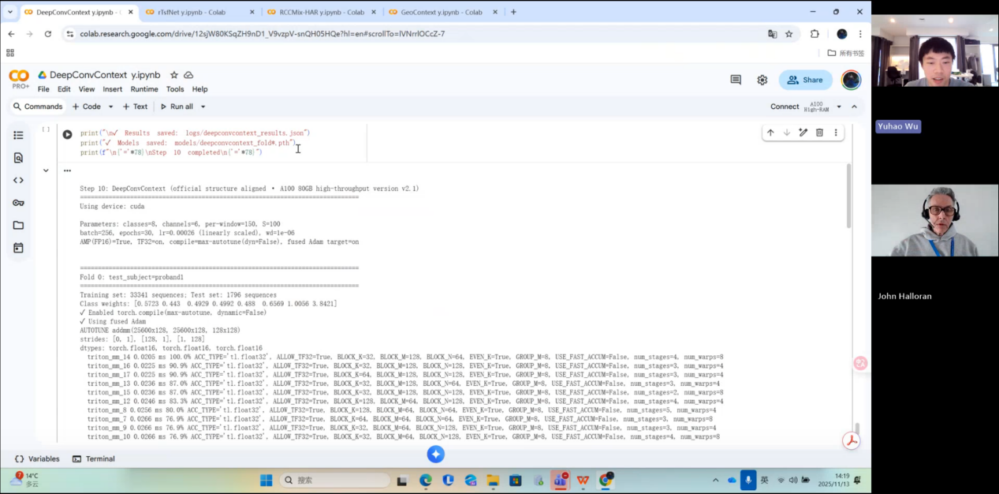 DeepConvContext y.ipynb -
rTsfNet y.ipynb - Colab
RCCMix-HAR y.ipynb - Colab
GeoContext y.ipynb - Colab
colab.research.google.com/drive/12sjW80KSqZH9nD1_V9vzpV-snQH05HQe?hl=en#scrollTo=lVNrrlOCcZ-7
所有书签
DeepConvContext y.ipynb
PRO+
File Edit View Insert Runtime Tools Help
Share
Commands + Code + Text Run all
Connect A100 High-RAM
[ ]
print("\n✓ Results saved: logs/deepconvcontext_results.json")
print("✓ Models saved: models/deepconvcontext_fold*.pth")
print(f"\n{'='*78}\nStep 10 completed\n{'='*78}")
Step 10: DeepConvContext (official structure aligned • A100 80GB high-throughput version v2.1)
==============================================================================
Using device: cuda
Parameters: classes=8, channels=6, per-window=150, S=100
batch=256, epochs=30, lr=0.00026 (linearly scaled), wd=1e-06
AMP(FP16)=True, TF32=on, compile=max-autotune(dyn=False), fused Adam target=on
==============================================================================
Fold 0: test_subject=proband1
==============================================================================
Training set: 33341 sequences; Test set: 1796 sequences
Class weights: [0.5723 0.443 0.4929 0.4992 0.488 0.6569 1.0056 3.8421]
✓ Enabled torch.compile(max-autotune, dynamic=False)
✓ Using fused Adam
AUTOTUNE addmm(25600x128, 25600x128, 128x128)
strides: [0, 1], [128, 1], [1, 128]
dtypes: torch.float16, torch.float16, torch.float16
triton_mm_14 0.0205 ms 100.0% ACC_TYPE='tl.float32', ALLOW_TF32=True, BLOCK_K=32, BLOCK_M=128, BLOCK_N=64, EVEN_K=True, GROUP_M=8, USE_FAST_ACCUM=False, num_stages=4, num_warps=8
triton_mm_16 0.0225 ms 90.9% ACC_TYPE='tl.float32', ALLOW_TF32=True, BLOCK_K=32, BLOCK_M=128, BLOCK_N=128, EVEN_K=True, GROUP_M=8, USE_FAST_ACCUM=False, num_stages=3, num_warps=4
triton_mm_17 0.0225 ms 90.9% ACC_TYPE='tl.float32', ALLOW_TF32=True, BLOCK_K=64, BLOCK_M=128, BLOCK_N=128, EVEN_K=True, GROUP_M=8, USE_FAST_ACCUM=False, num_stages=3, num_warps=4
triton_mm_13 0.0236 ms 87.0% ACC_TYPE='tl.float32', ALLOW_TF32=True, BLOCK_K=32, BLOCK_M=128, BLOCK_N=64, EVEN_K=True, GROUP_M=8, USE_FAST_ACCUM=False, num_stages=3, num_warps=4
triton_mm_15 0.0236 ms 87.0% ACC_TYPE='tl.float32', ALLOW_TF32=True, BLOCK_K=32, BLOCK_M=128, BLOCK_N=128, EVEN_K=True, GROUP_M=8, USE_FAST_ACCUM=False, num_stages=2, num_warps=8
triton_mm_12 0.0246 ms 83.3% ACC_TYPE='tl.float32', ALLOW_TF32=True, BLOCK_K=64, BLOCK_M=128, BLOCK_N=64, EVEN_K=True, GROUP_M=8, USE_FAST_ACCUM=False, num_stages=4, num_warps=4
triton_mm_8 0.0256 ms 80.0% ACC_TYPE='tl.float32', ALLOW_TF32=True, BLOCK_K=128, BLOCK_M=64, BLOCK_N=64, EVEN_K=True, GROUP_M=8, USE_FAST_ACCUM=False, num_stages=5, num_warps=4
triton_mm_7 0.0266 ms 76.9% ACC_TYPE='tl.float32', ALLOW_TF32=True, BLOCK_K=64, BLOCK_M=64, BLOCK_N=128, EVEN_K=True, GROUP_M=8, USE_FAST_ACCUM=False, num_stages=3, num_warps=8
triton_mm_9 0.0266 ms 76.9% ACC_TYPE='tl.float32', ALLOW_TF32=True, BLOCK_K=32, BLOCK_M=64, BLOCK_N=128, EVEN_K=True, GROUP_M=8, USE_FAST_ACCUM=False, num_stages=3, num_warps=4
triton_mm_10 0.0266 ms 76.9% ACC_TYPE='tl.float32', ALLOW_TF32=True, BLOCK_K=32, BLOCK_M=64, BLOCK_N=128, EVEN_K=True, GROUP_M=8, USE_FAST_ACCUM=False, num_stages=4, num_warps=8
Variables Terminal
7
14°C
多云
搜索
英
14:19
2025/11/13
Yuhao Wu
John Halloran